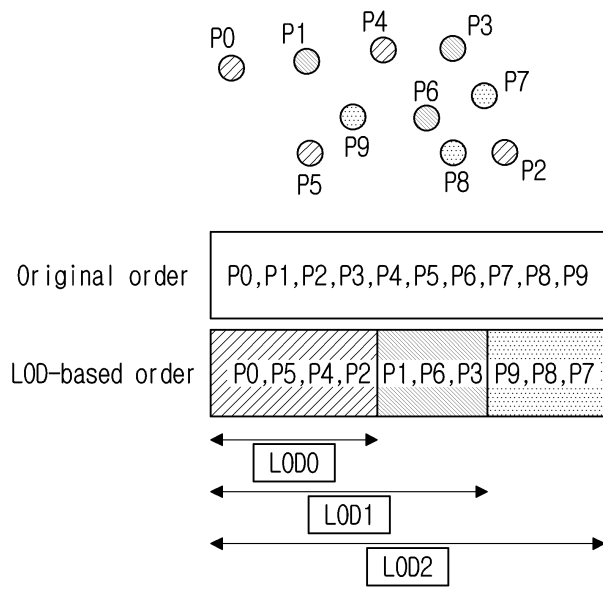 P0 P1 P4 P3
P7
P6
P9
P5 P8 P2
Original order P0,P1,P2,P3,P4,P5,P6,P7,P8,P9
LOD-based order P0,P5,P4,P2 P1,P6,P3 P9,P8,P7
LOD0
LOD1
LOD2